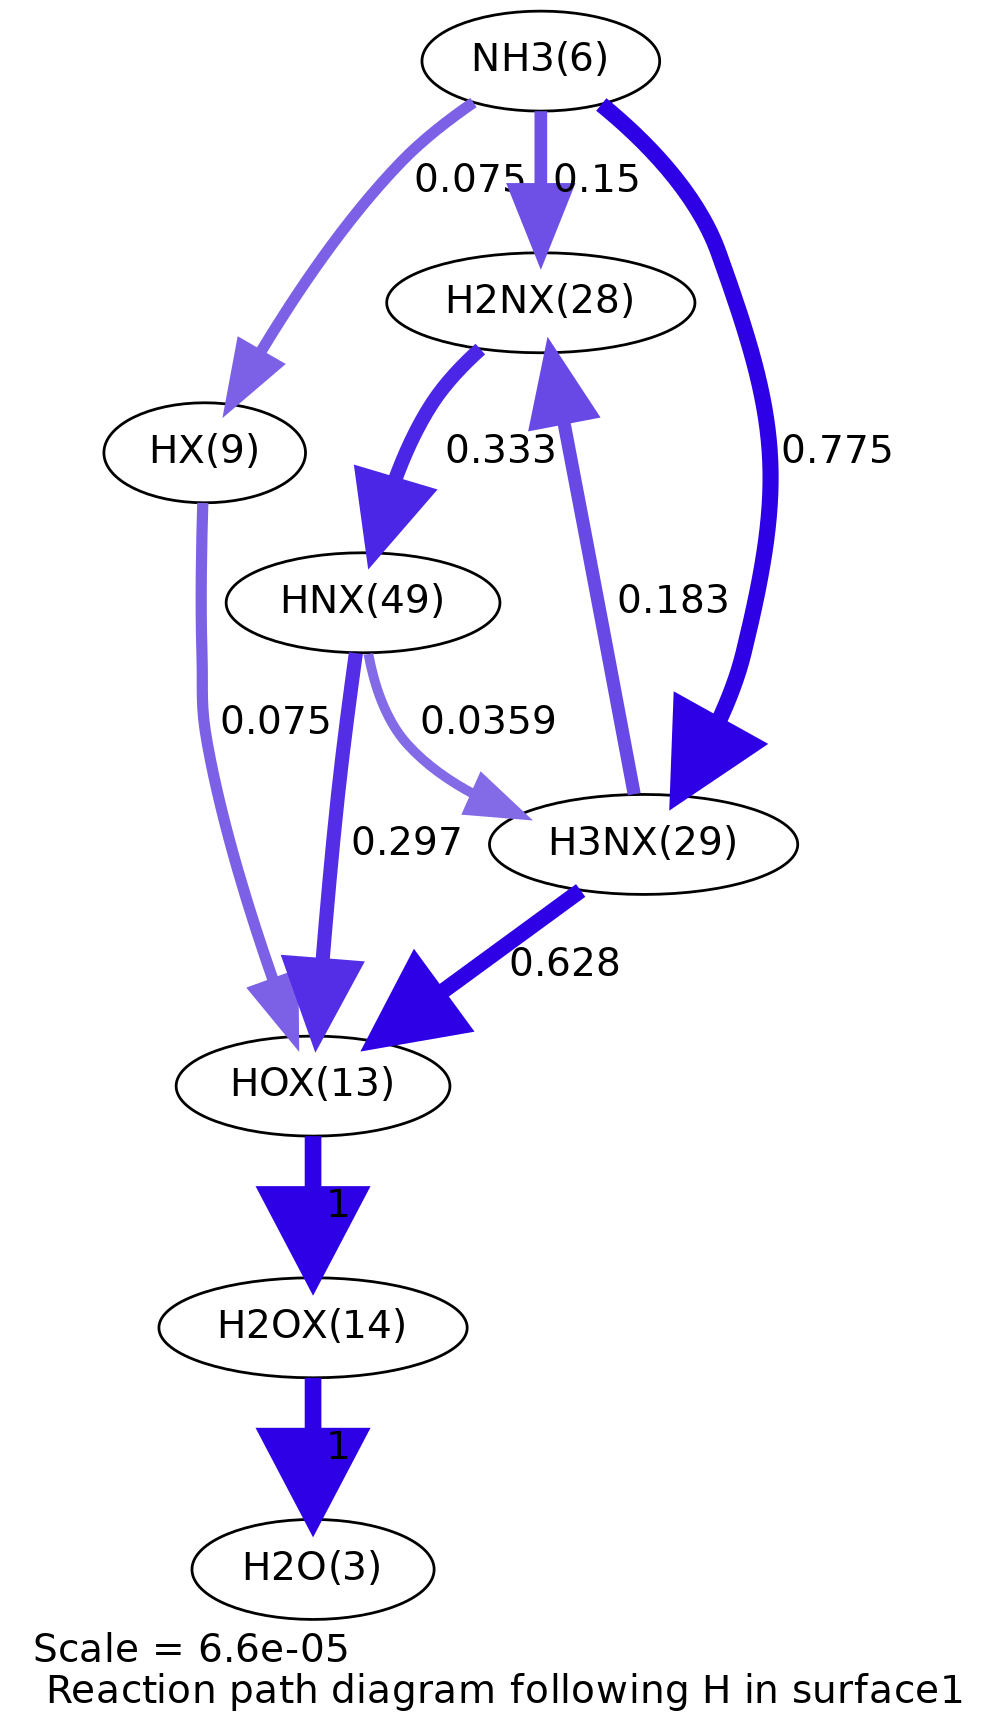 NH3(6)
0.075
0.15
H2NX(28)
HX(9)
0.333
0.775
HNX(49)
0.183
0.075
0.0359
0.297
H3NX(29)
0.628
HOX(13)
1
H2OX(14)
1
H2O(3)
Scale = 6.6e-05
Reaction path diagram following H in surface1